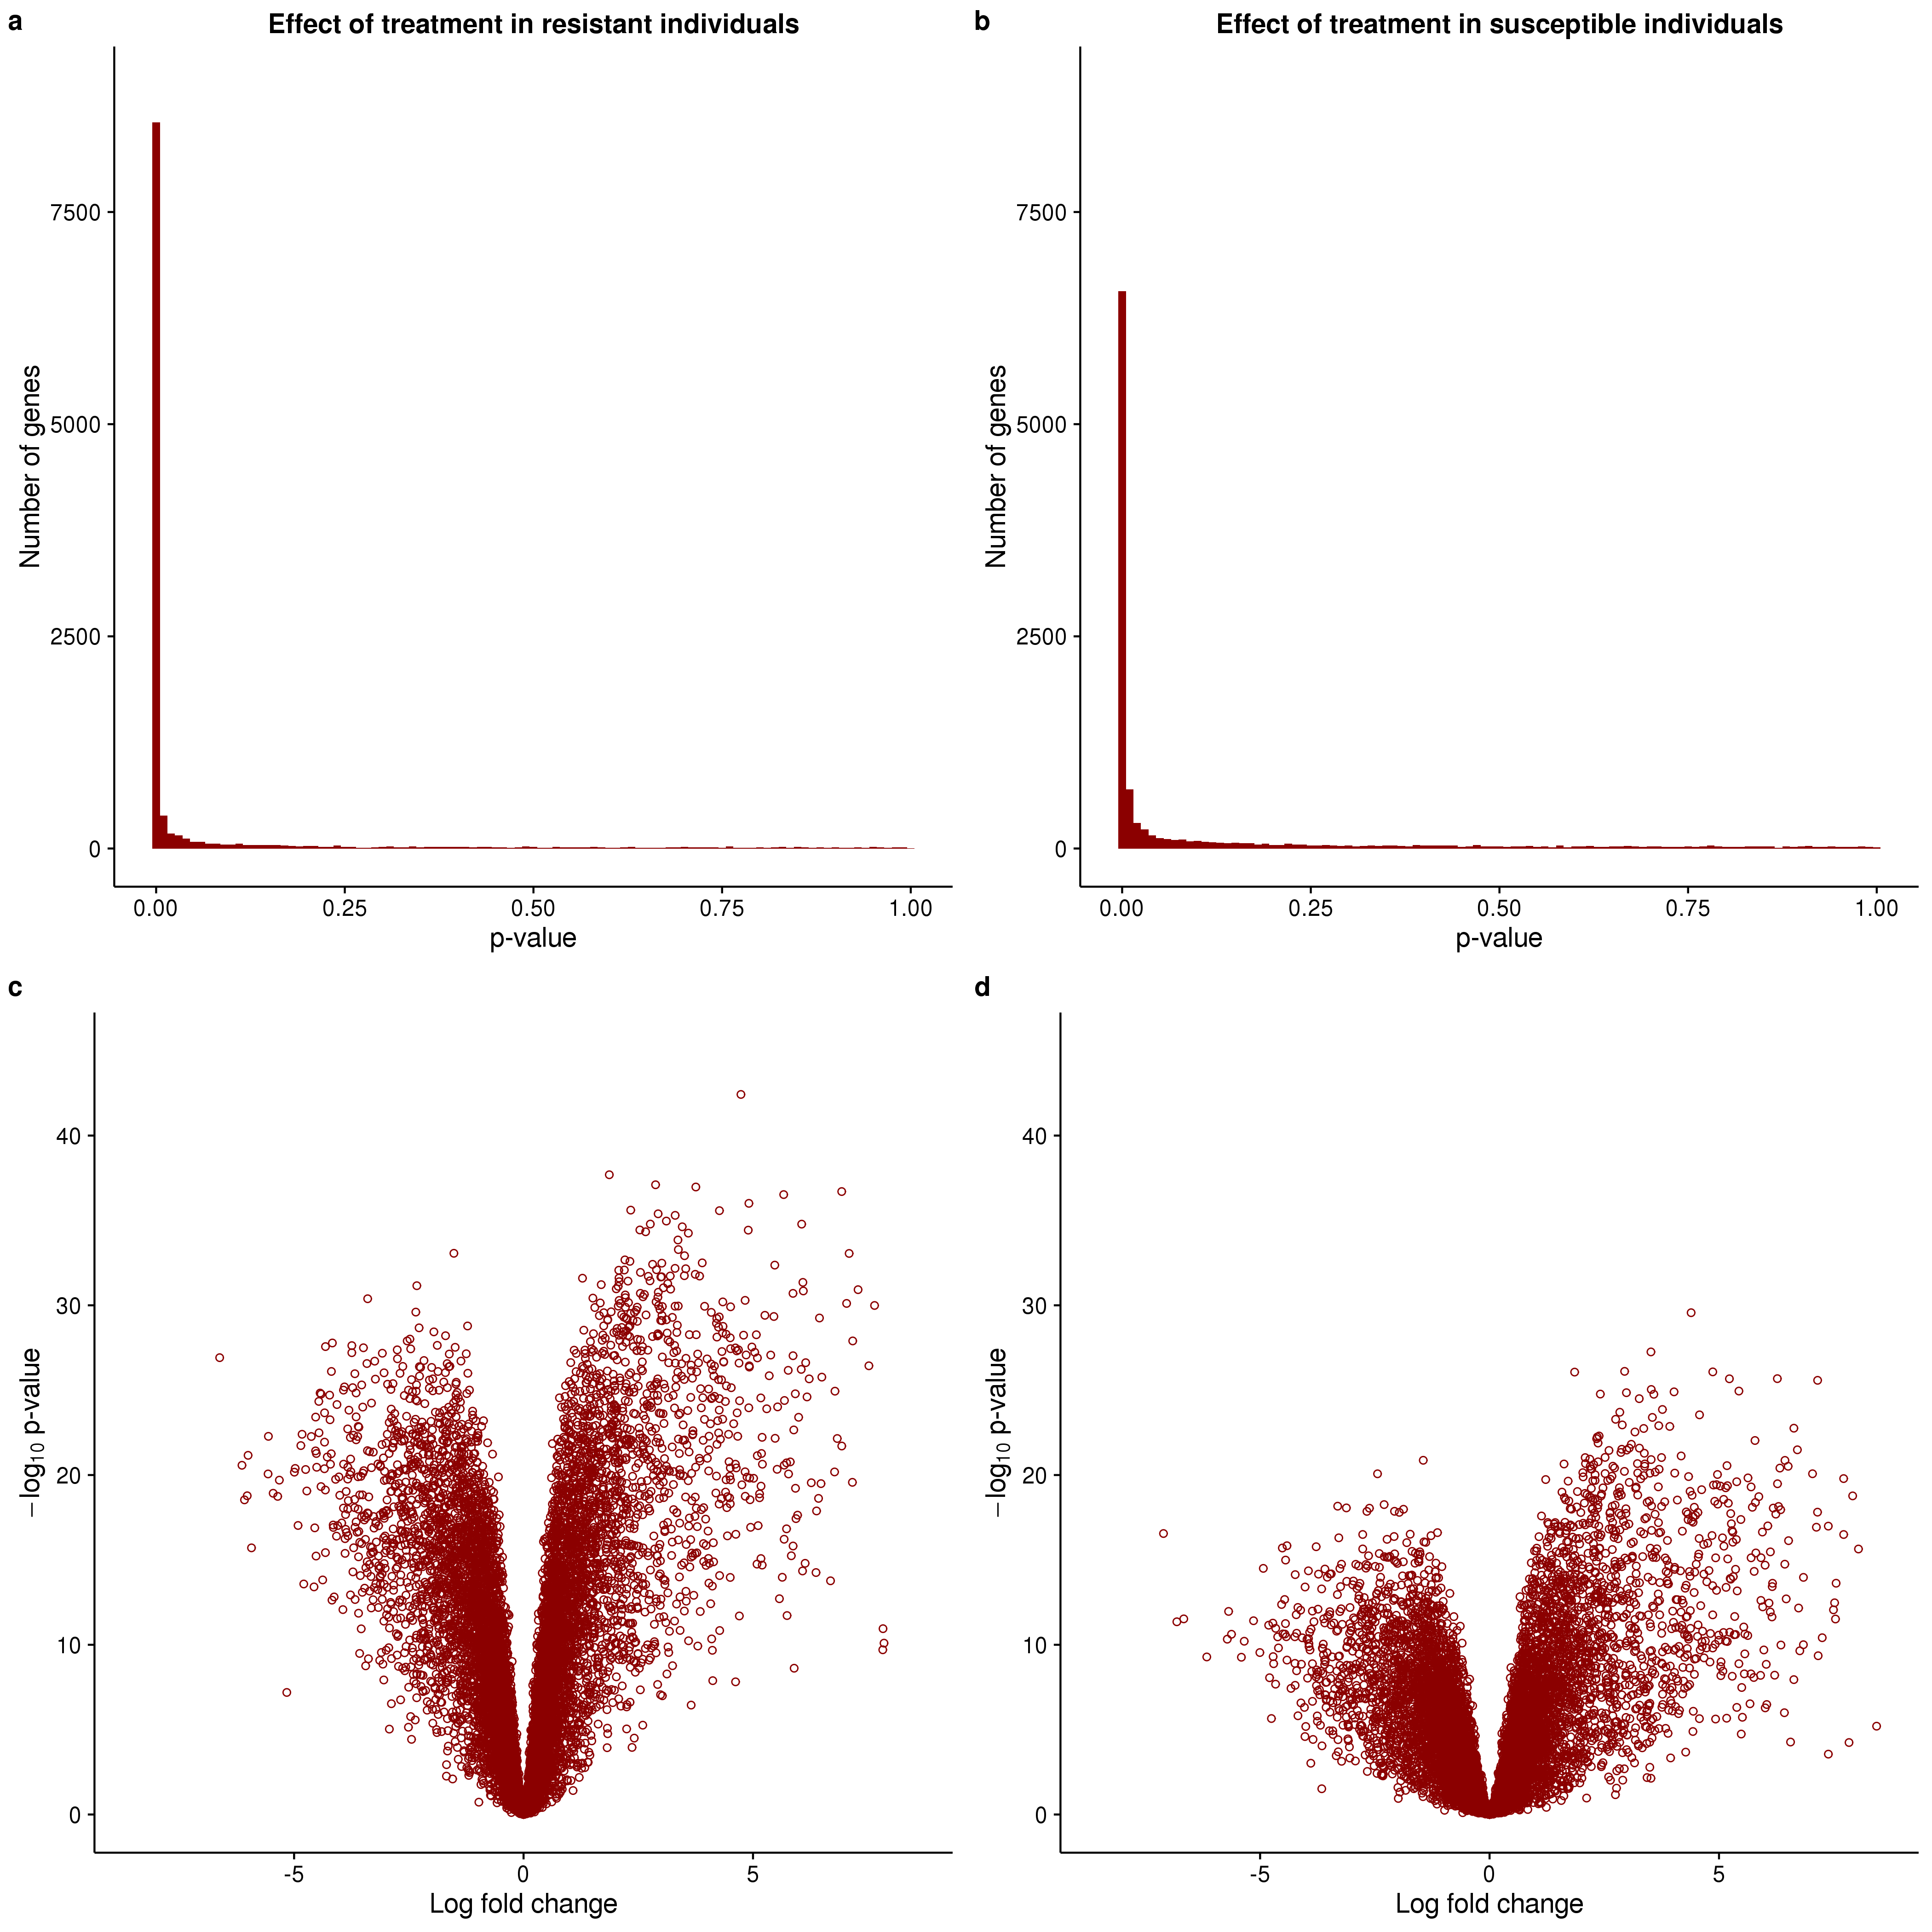 a
Effect of treatment in resistant individuals
Number of genes
7500
5000
2500
0
0.00 0.25 0.50 0.75 1.00
p-value
b
Effect of treatment in susceptible individuals
Number of genes
7500
5000
2500
0
0.00 0.25 0.50 0.75 1.00
p-value
c
−log10 p-value
40
30
20
10
0
-5 0 5
Log fold change
d
−log10 p-value
40
30
20
10
0
-5 0 5
Log fold change